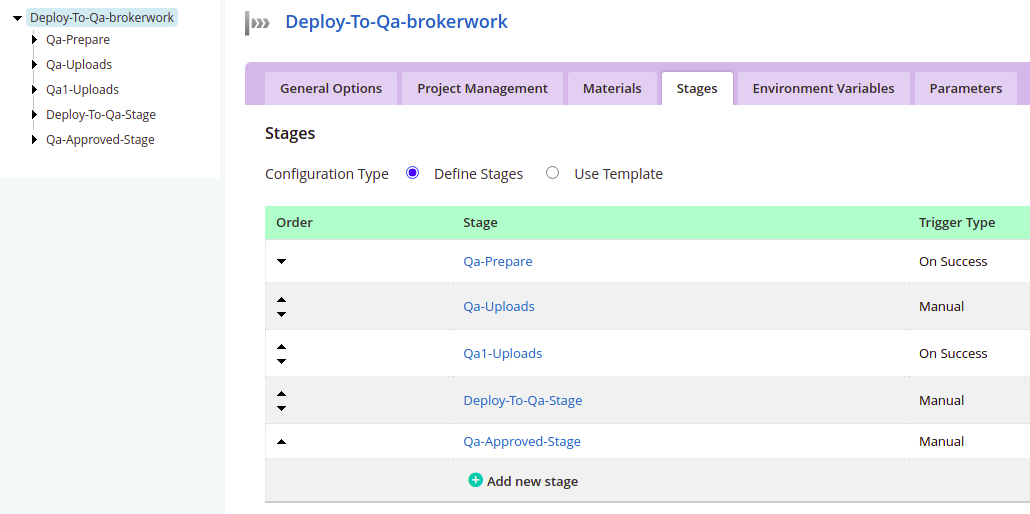 Deploy-To-Qa-brokerwork
Qa-Prepare
Qa-Uploads
Qa1-Uploads
Deploy-To-Qa-Stage
Qa-Approved-Stage
Deploy-To-Qa-brokerwork
General Options Project Management Materials Stages Environment Variables Parameters
Stages
Configuration Type Define Stages Use Template
Order Stage Trigger Type
Qa-Prepare On Success
Qa-Uploads Manual
Qa1-Uploads On Success
Deploy-To-Qa-Stage Manual
Qa-Approved-Stage Manual
Add new stage